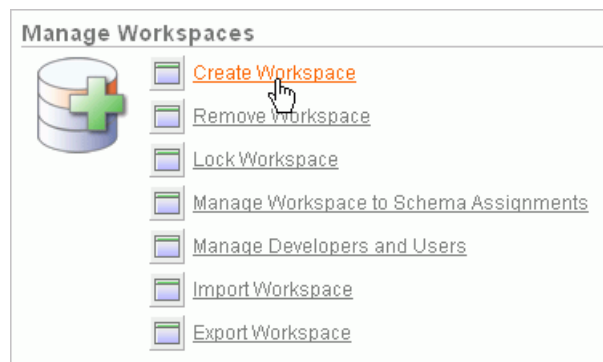 Manage Workspaces
Create Workspace
Remove Workspace
Lock Workspace
Manage Workspace to Schema Assignments
Manage Developers and Users
Import Workspace
Export Workspace